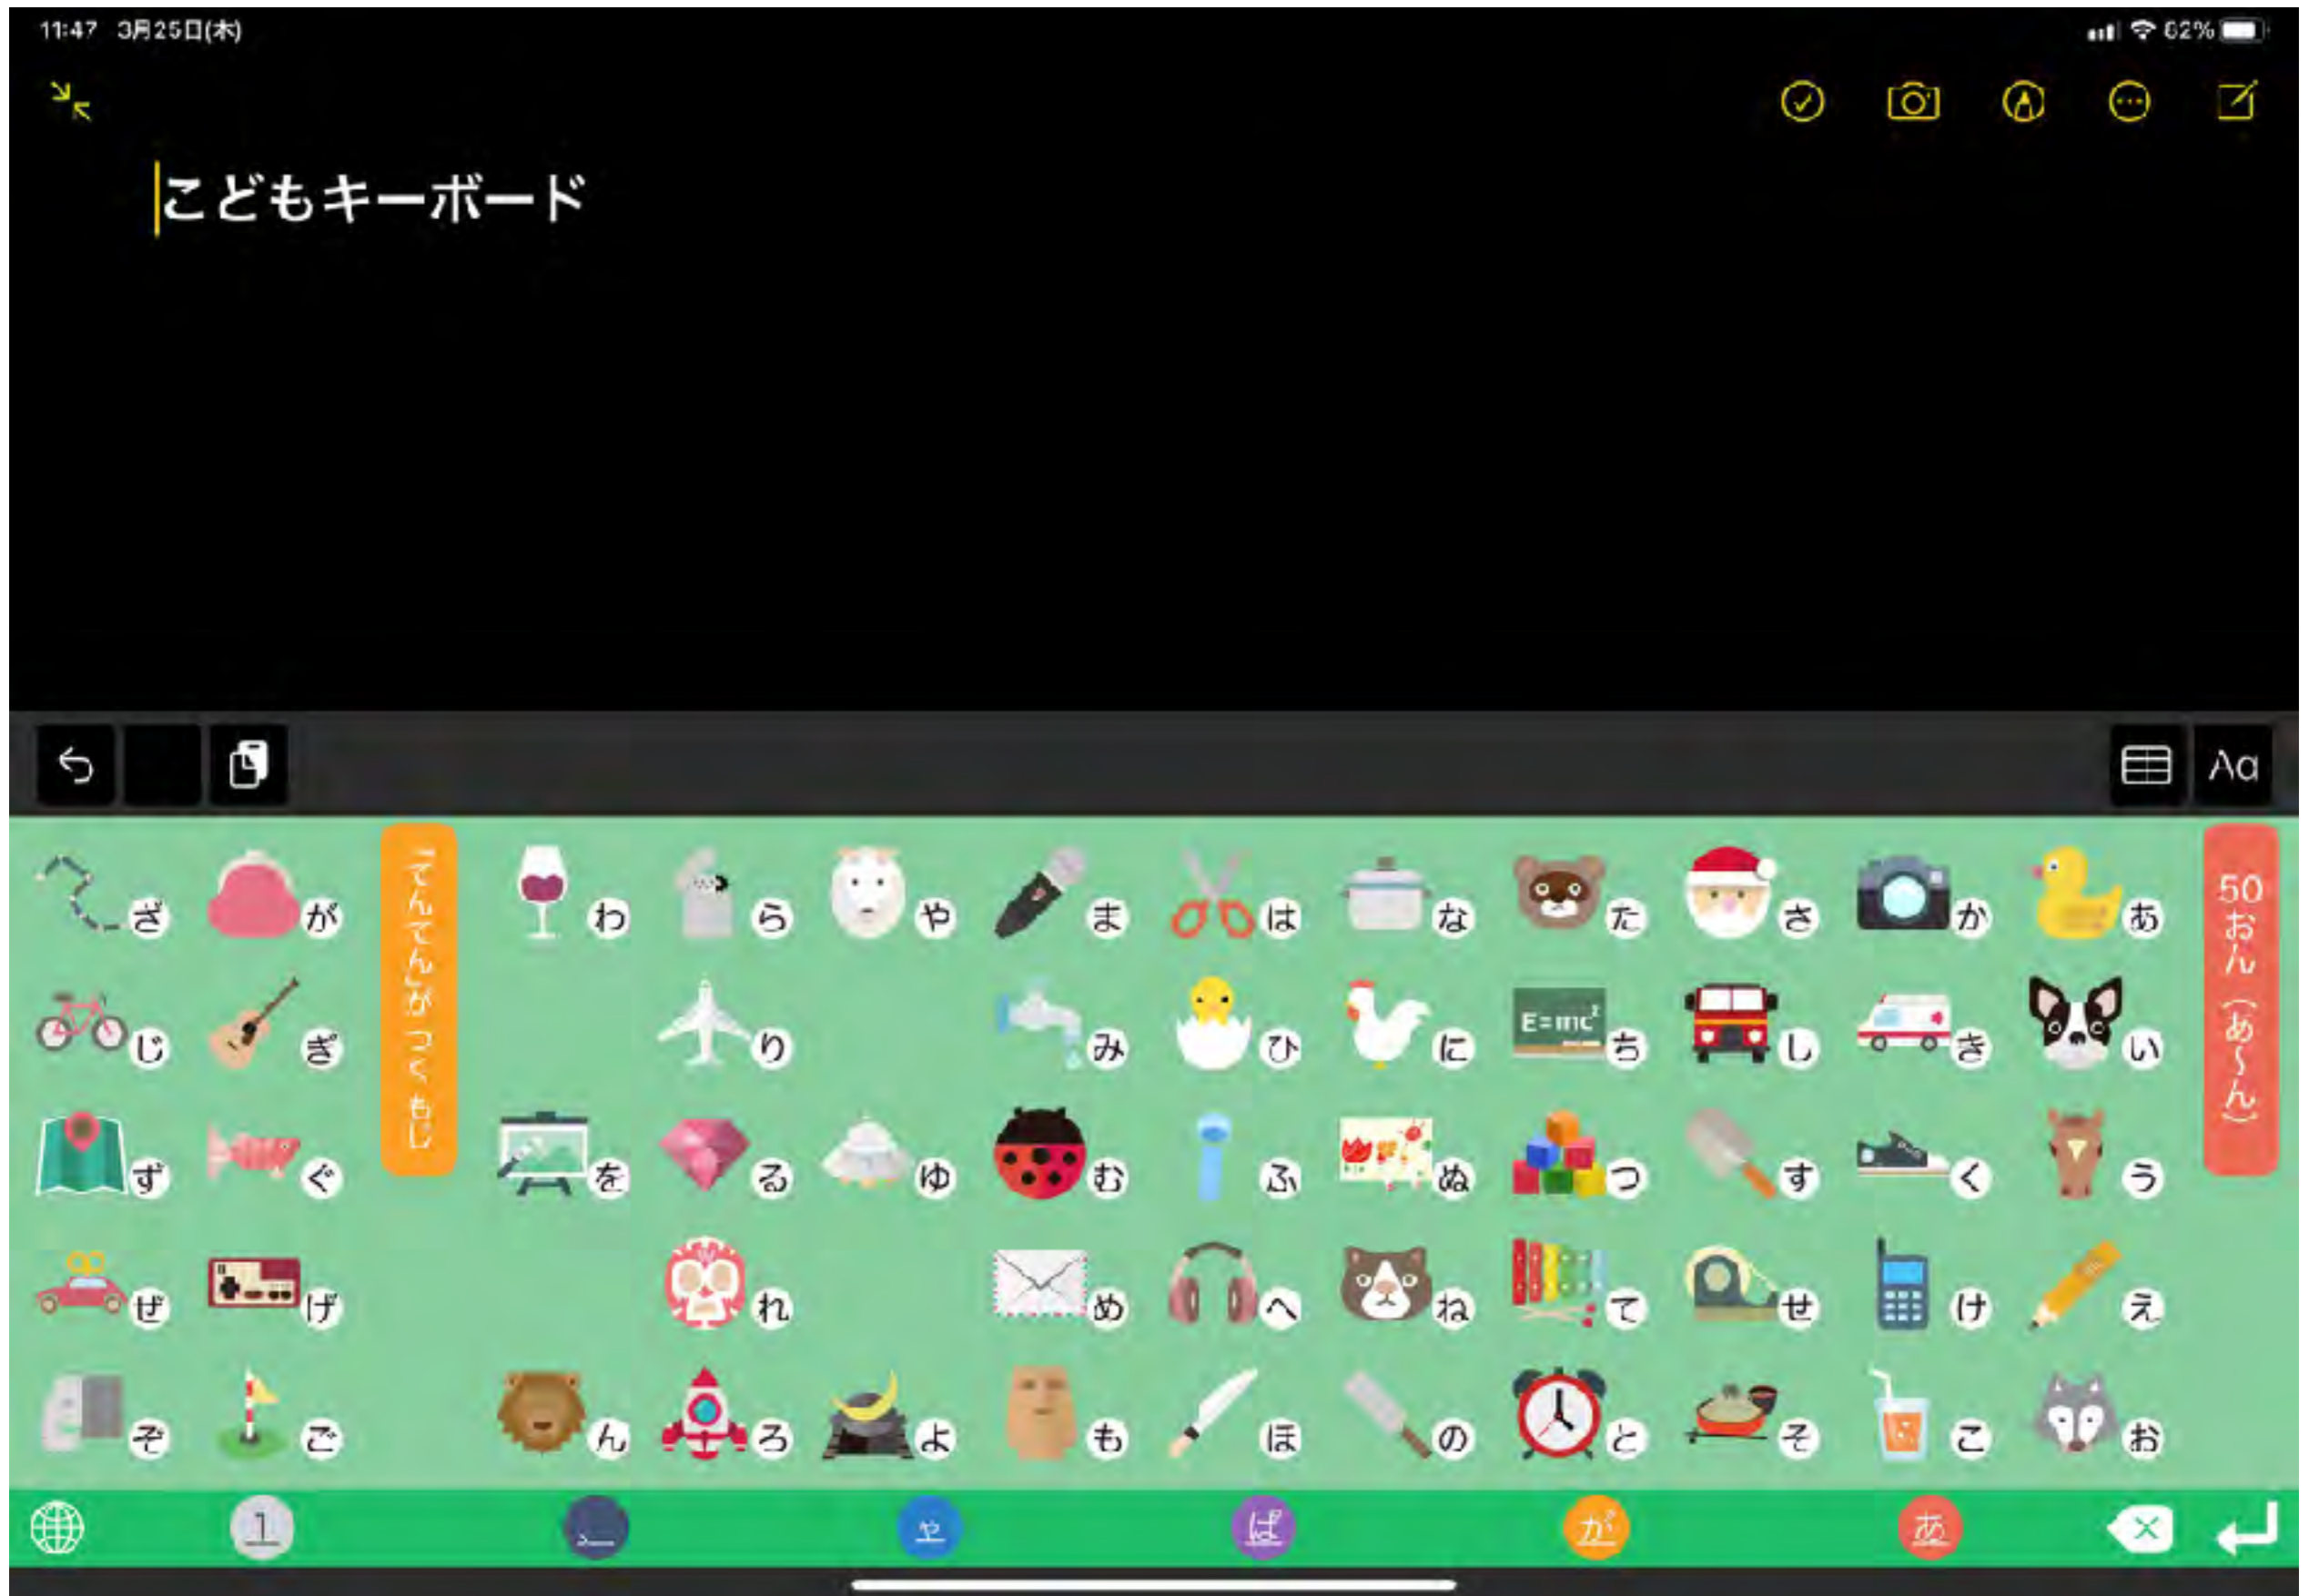 11:47 3月25日(木)
62%
こどもキーボード
Aa
ざ が 「てんてん」が つく もじ わ ら や ま は な た さ か あ 50おん（あ～ん）
じ ぎ り み ひ に ち し き い
E=mc²
ず ぐ を る ゆ む ふ ぬ つ す く う
ぜ げ れ め へ ね て せ け え
ぞ ご ん ろ よ も ほ の と そ こ お
1 ゃ ぱ が あ